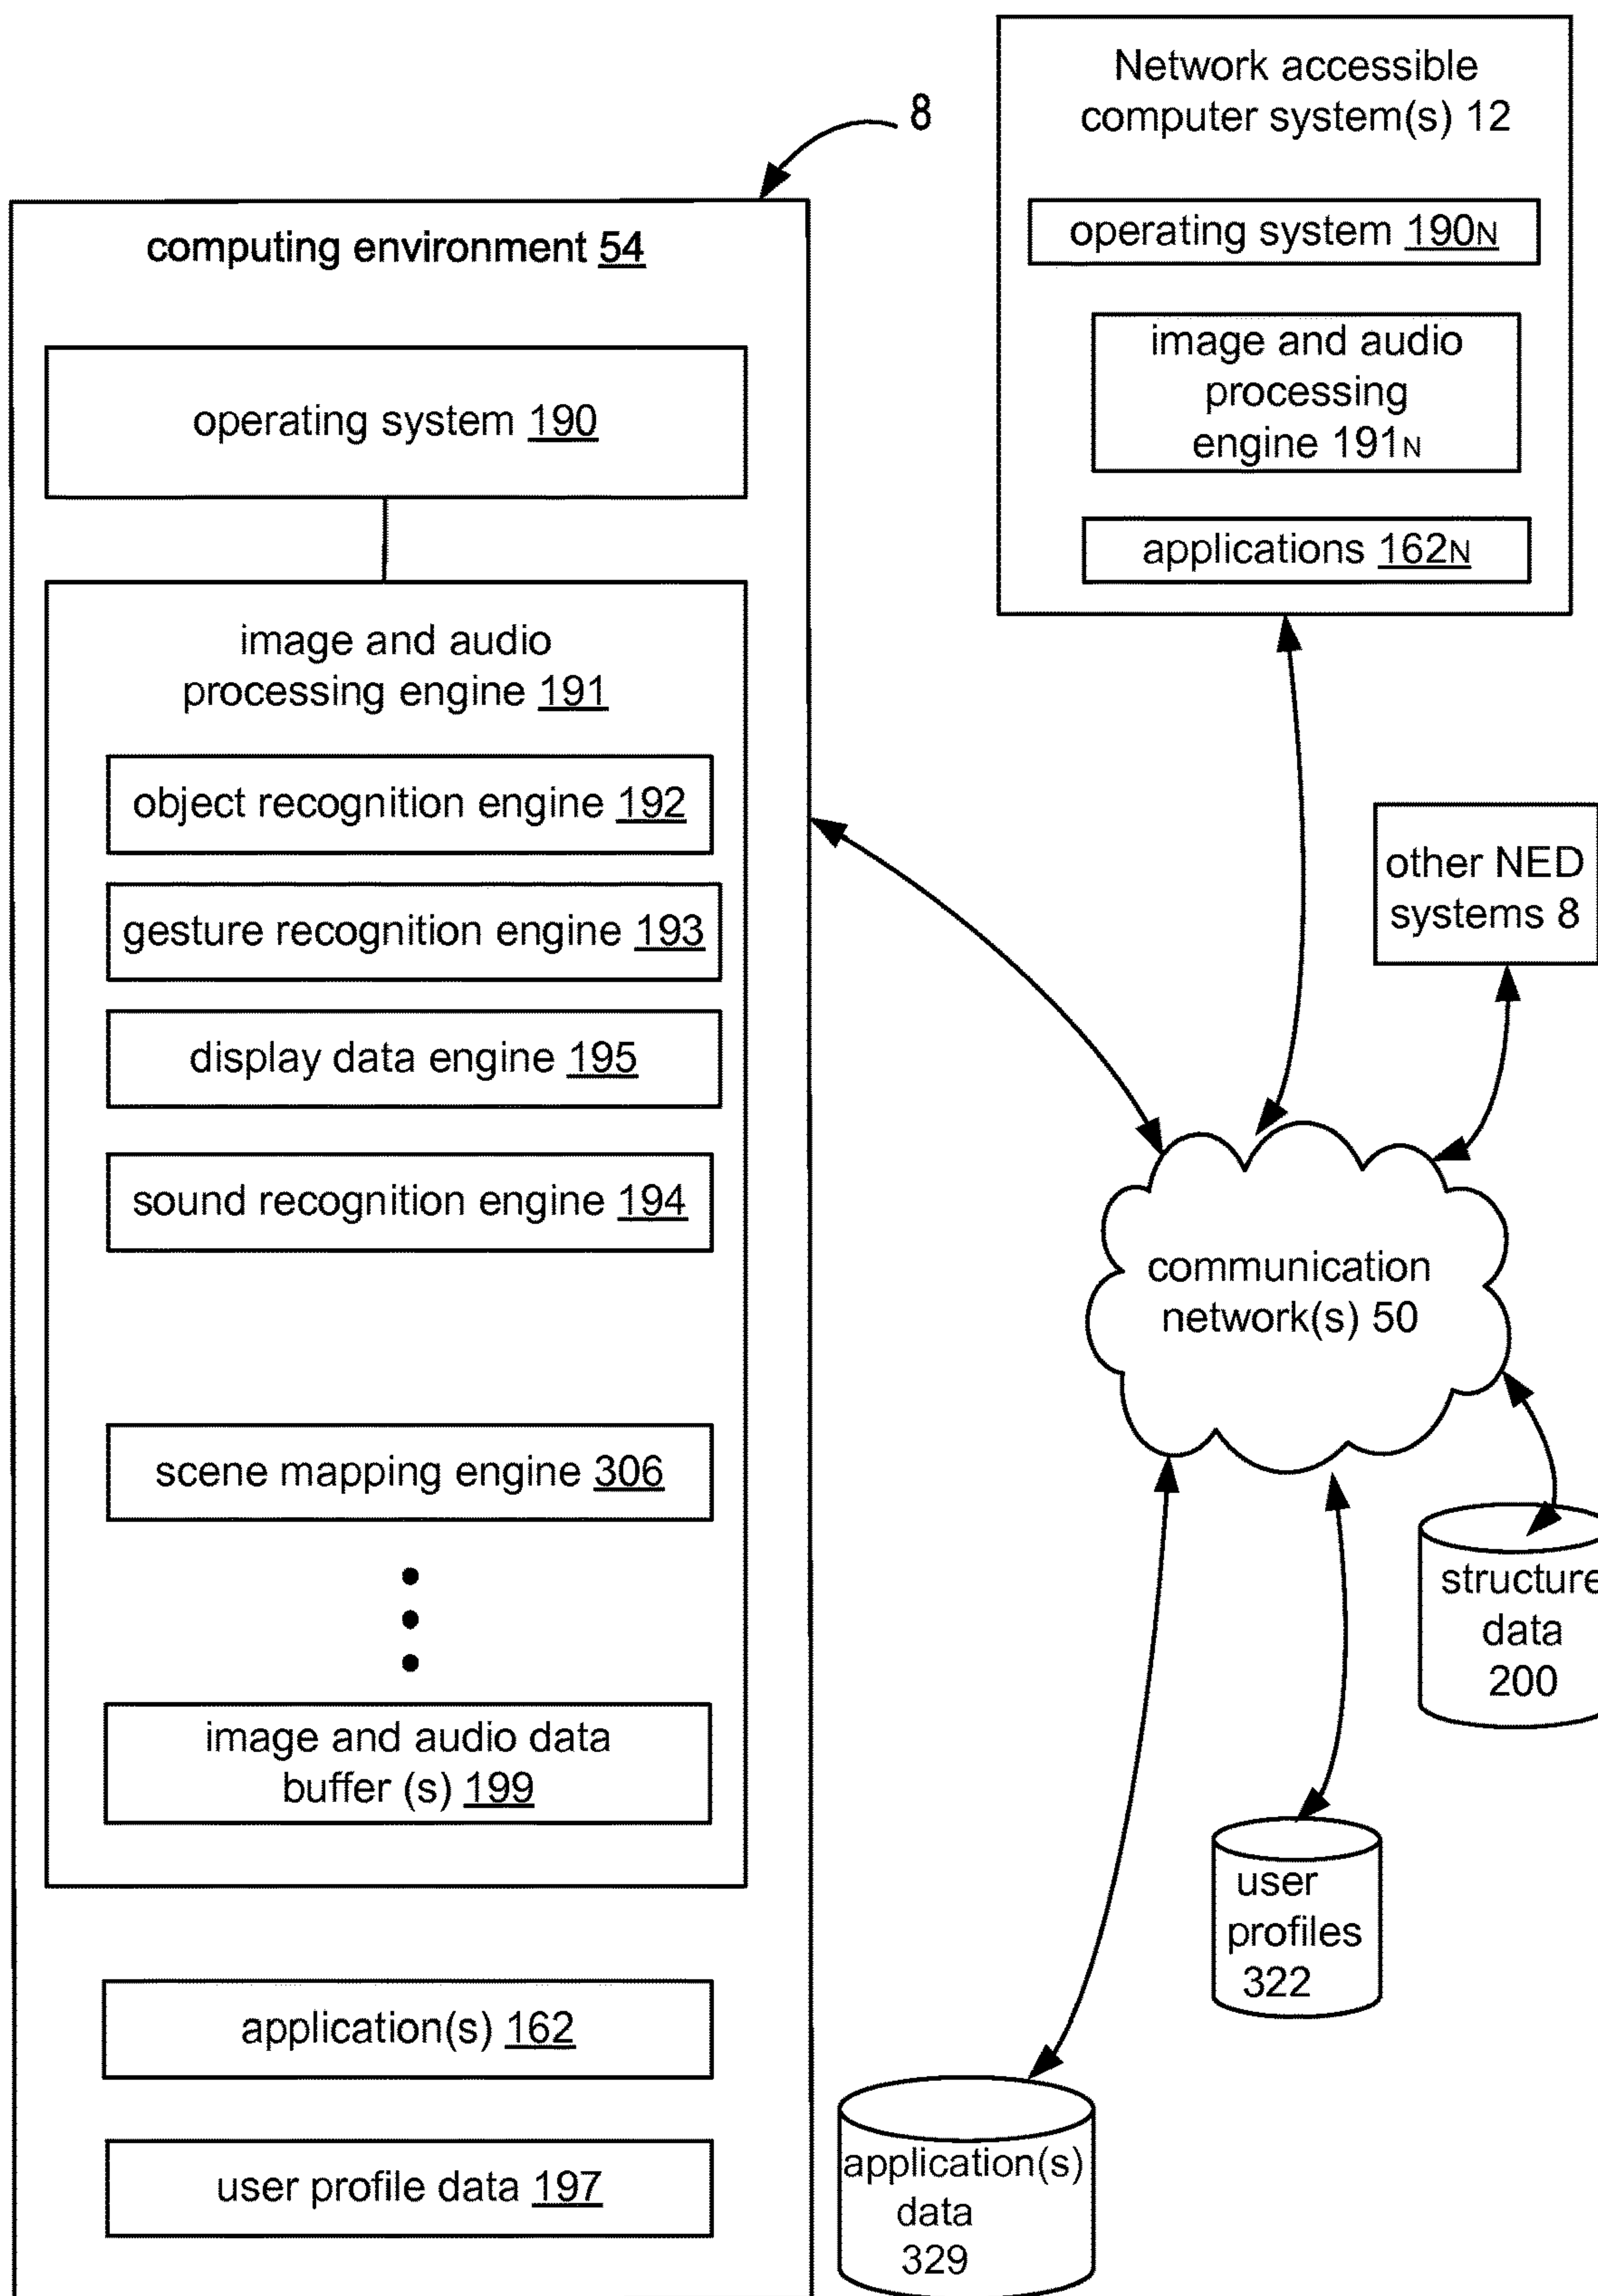 8
computing environment 54
operating system 190
image and audio
processing engine 191
object recognition engine 192
gesture recognition engine 193
display data engine 195
sound recognition engine 194
scene mapping engine 306
image and audio data
buffer (s) 199
application(s) 162
user profile data 197
Network accessible
computer system(s) 12
operating system 190N
image and audio
processing
engine 191N
applications 162N
other NED
systems 8
communication
network(s) 50
structure
data
200
user
profiles
322
application(s)
data
329